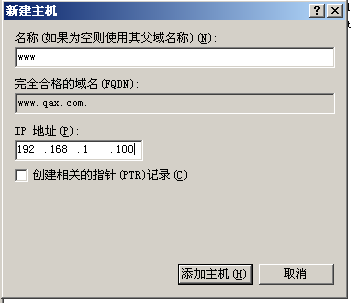 新建主机
名称(如果为空则使用其父域名称)(N):
www
完全合格的域名(FQDN):
www.qax.com.
IP 地址(P):
192 .168 .1 .100
创建相关的指针(PTR)记录(C)
添加主机(H) 取消